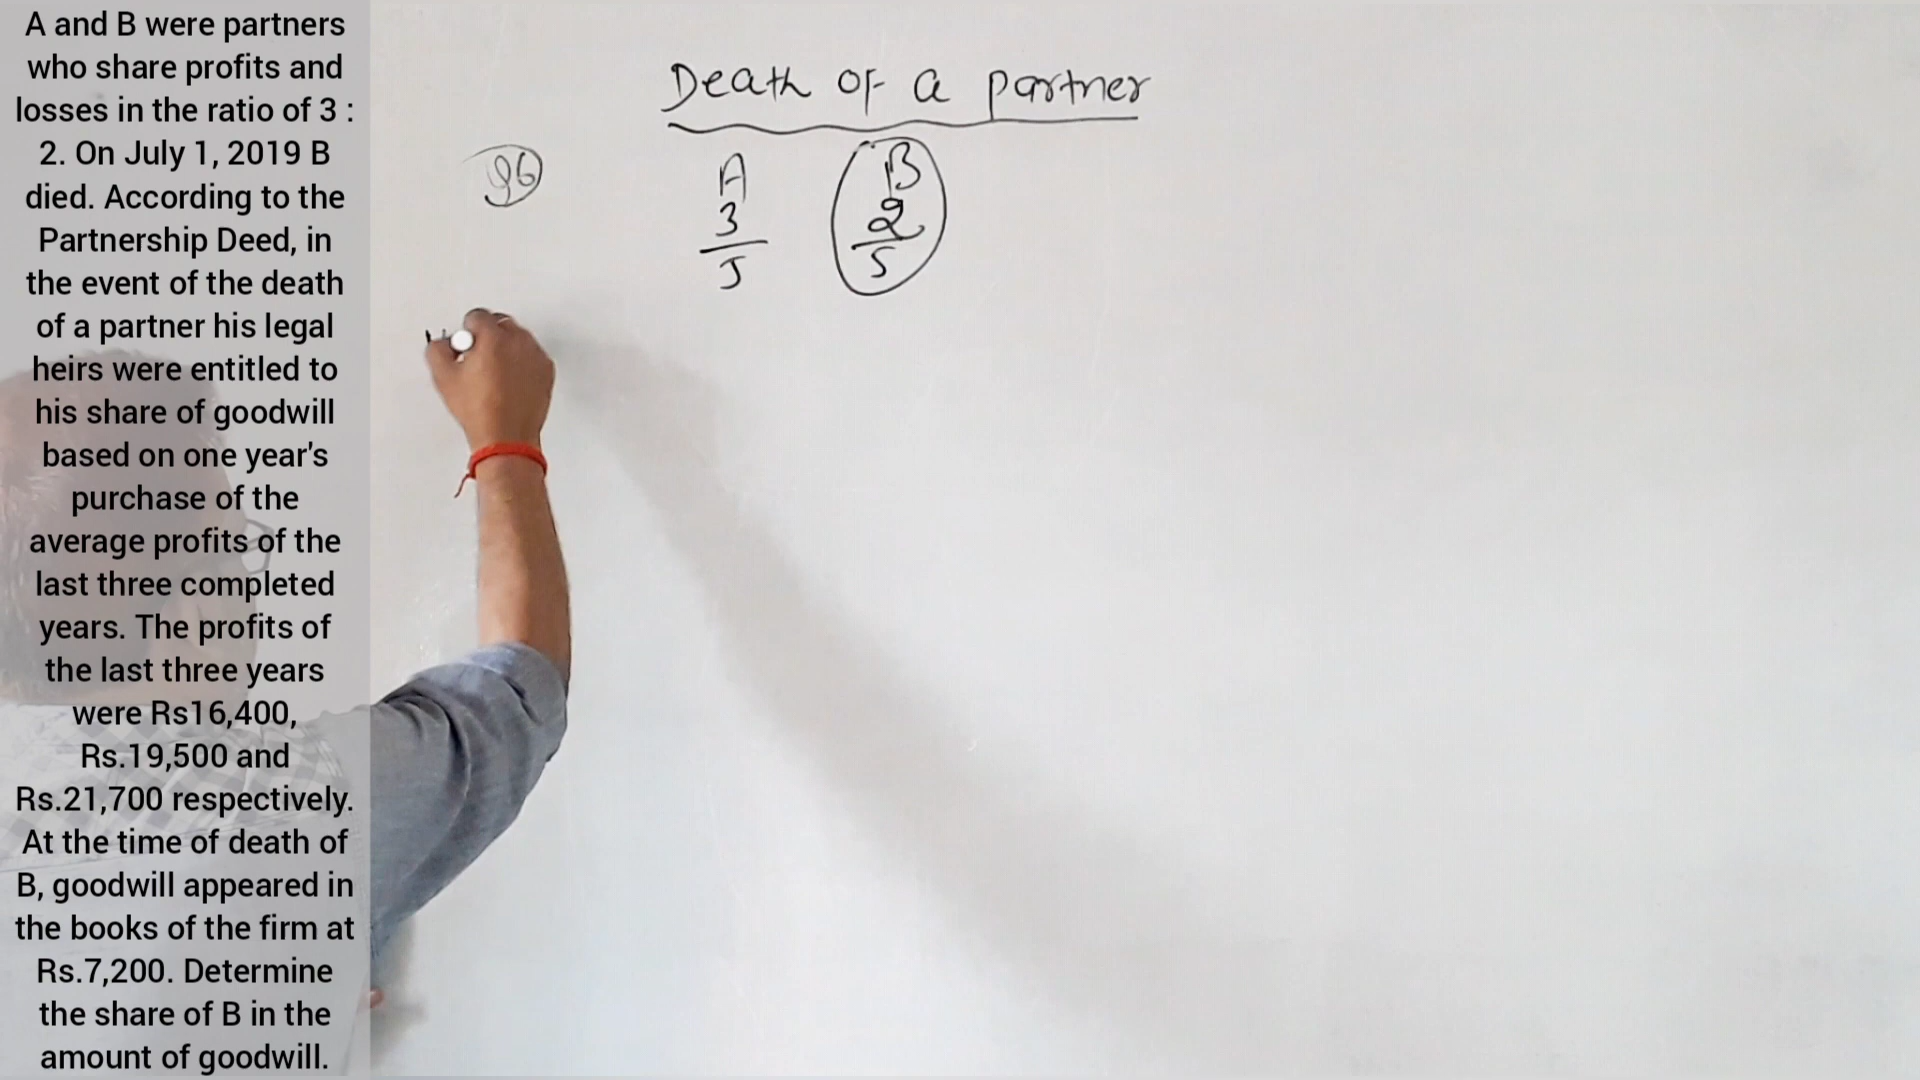 A and B were partners
who share profits and
losses in the ratio of 3 :
2. On July 1, 2019 B
died. According to the
Partnership Deed, in
the event of the death
of a partner his legal
heirs were entitled to
his share of goodwill
based on one year's
purchase of the
average profits of the
last three completed
years. The profits of
the last three years
were Rs16,400,
Rs.19,500 and
Rs.21,700 respectively.
At the time of death of
B, goodwill appeared in
the books of the firm at
Rs.7,200. Determine
the share of B in the
amount of goodwill.
Death of a partner
A B
3 2
5 5